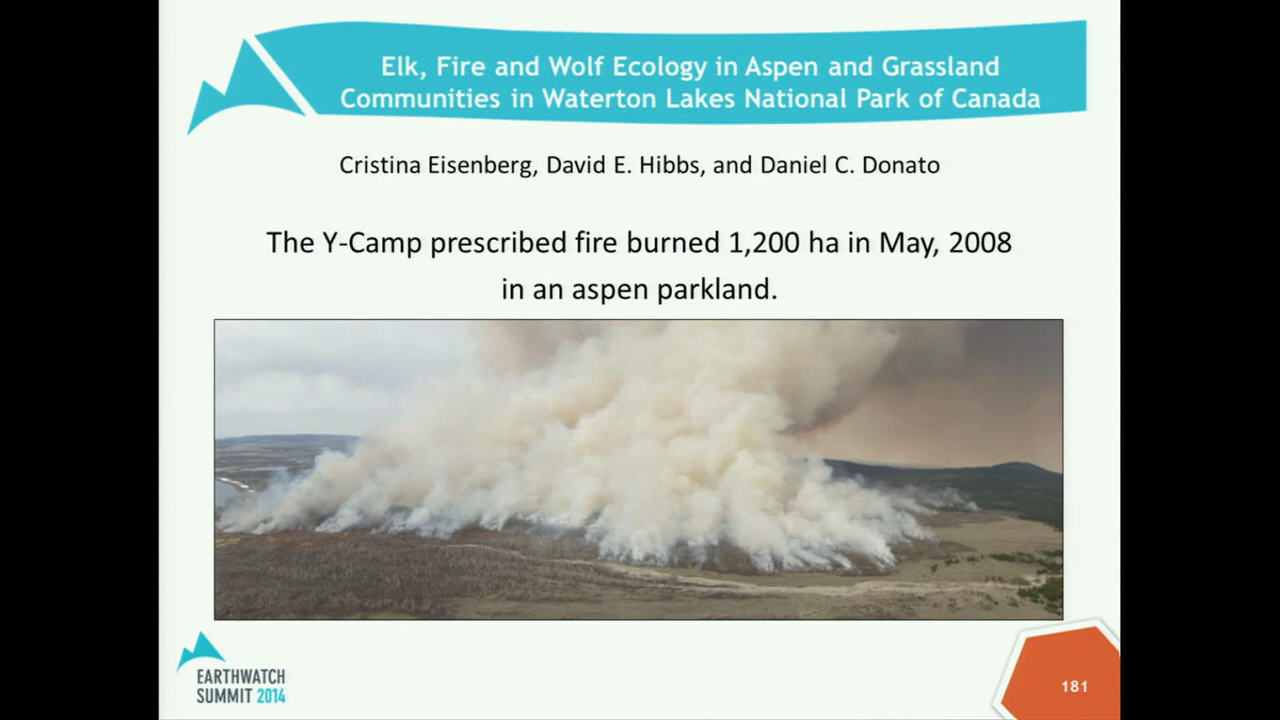 Elk, Fire and Wolf Ecology in Aspen and Grassland
Communities in Waterton Lakes National Park of Canada
Cristina Eisenberg, David E. Hibbs, and Daniel C. Donato
The Y-Camp prescribed fire burned 1,200 ha in May, 2008
in an aspen parkland.
EARTHWATCH
SUMMIT 2014
181